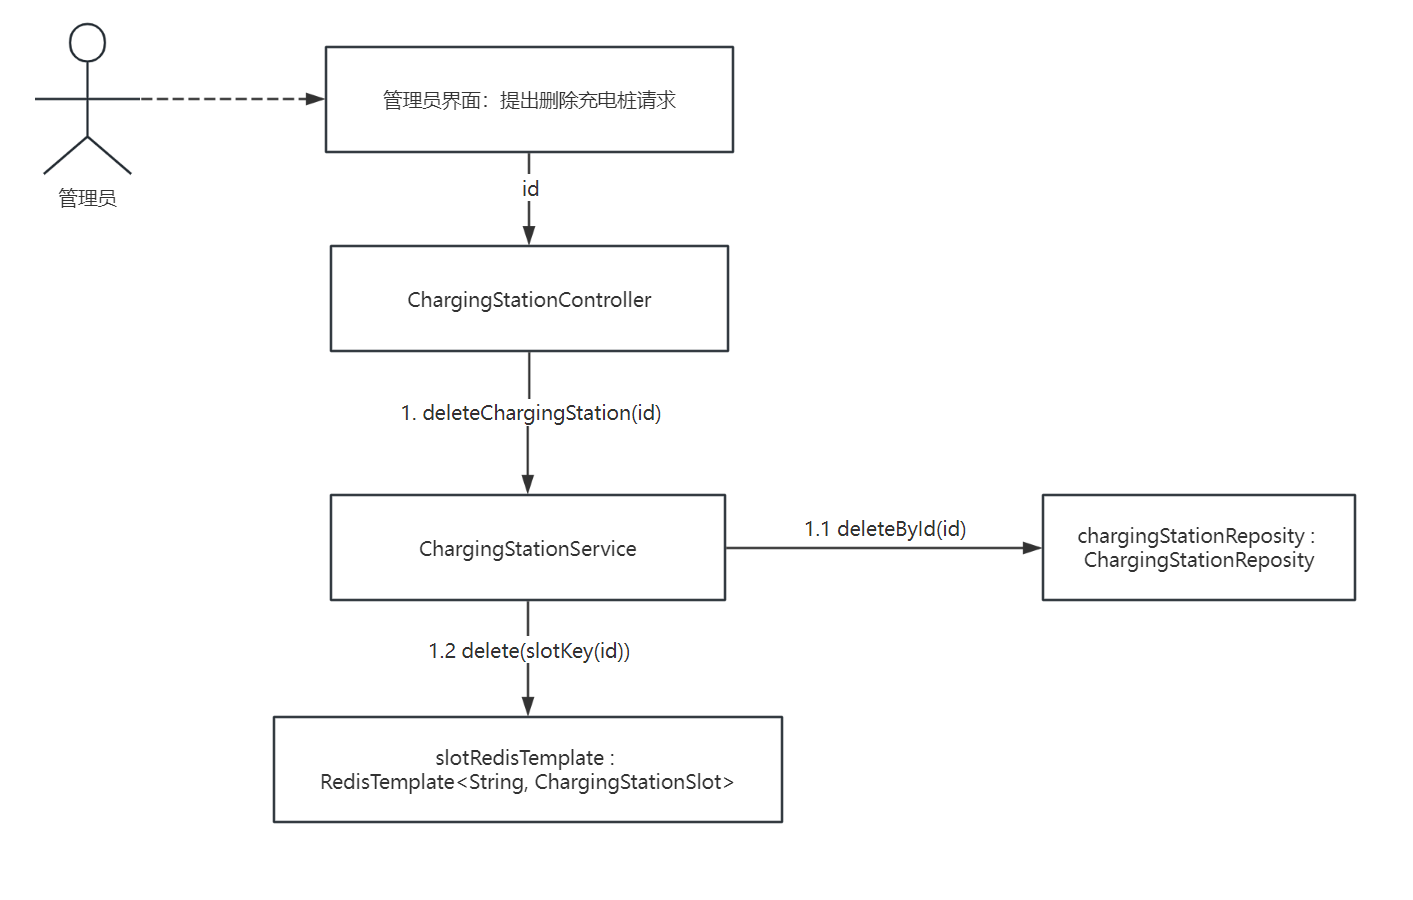 管理员界面：提出删除充电桩请求
管理员
id
ChargingStationController
1. deleteChargingStation(id)
ChargingStationService
1.1 deleteById(id)
chargingStationReposity :
ChargingStationReposity
1.2 delete(slotKey(id))
slotRedisTemplate :
RedisTemplate<String, ChargingStationSlot>